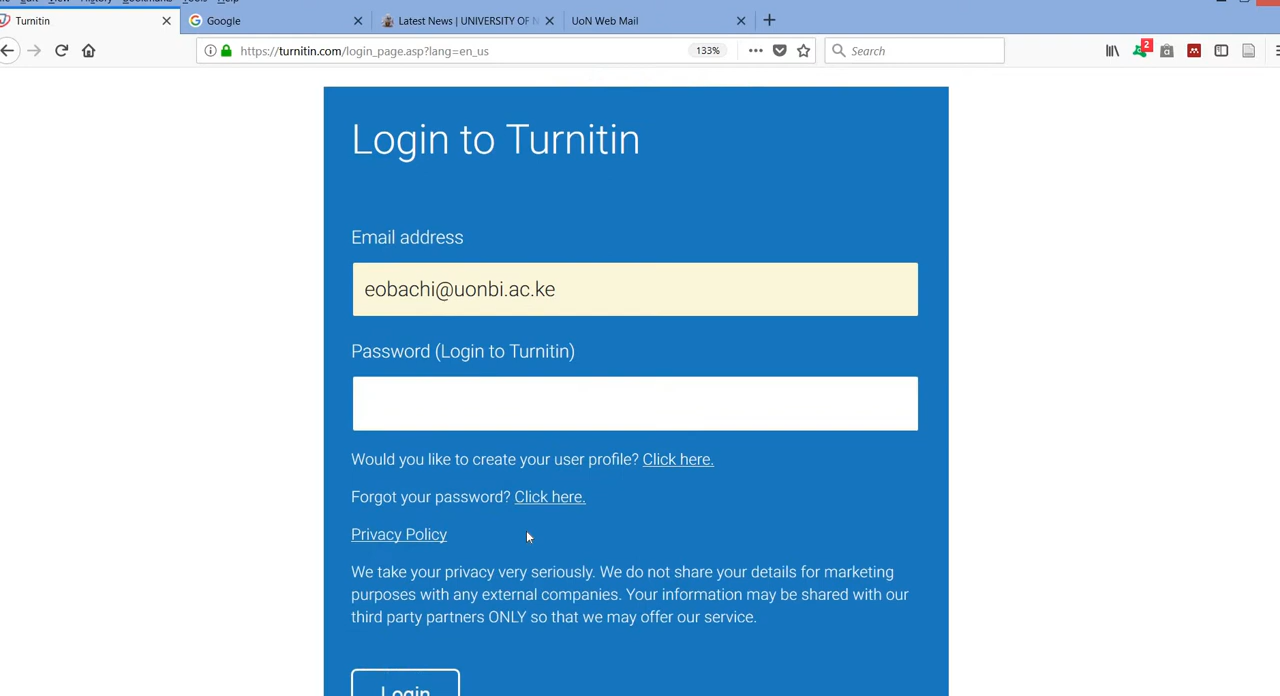 Turnitin
Google
Latest News | UNIVERSITY OF N
UoN Web Mail
https://turnitin.com/login_page.asp?lang=en_us
133%
Search
2
Login to Turnitin
Email address
eobachi@uonbi.ac.ke
Password (Login to Turnitin)
Would you like to create your user profile? Click here.
Forgot your password? Click here.
Privacy Policy
We take your privacy very seriously. We do not share your details for marketing
purposes with any external companies. Your information may be shared with our
third party partners ONLY so that we may offer our service.
Login